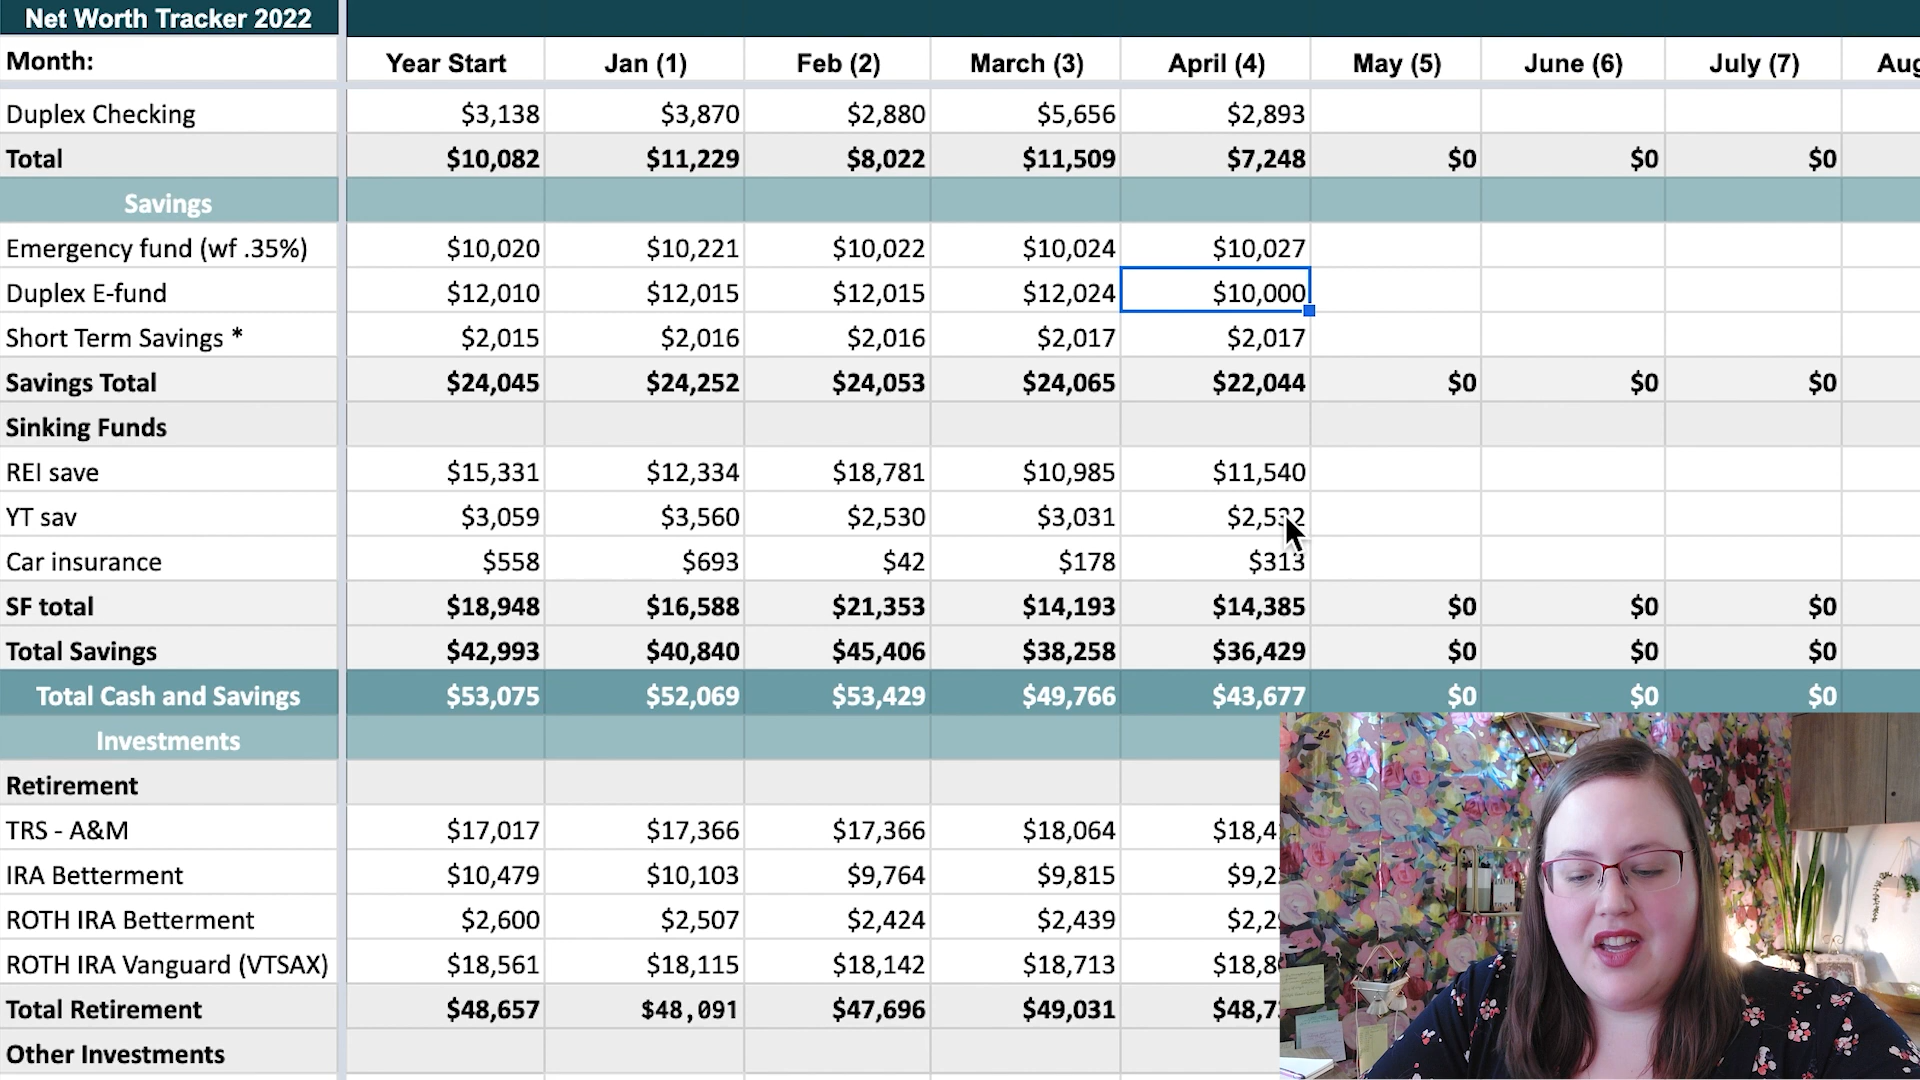 Net Worth Tracker 2022
Month: Year Start Jan (1) Feb (2) March (3) April (4) May (5) June (6) July (7)
Duplex Checking $3,138 $3,870 $2,880 $5,656 $2,893
Total $10,082 $11,229 $8,022 $11,509 $7,248 $0 $0 $0
Savings
Emergency fund (wf .35%) $10,020 $10,221 $10,022 $10,024 $10,027
Duplex E-fund $12,010 $12,015 $12,015 $12,024 $10,000
Short Term Savings * $2,015 $2,016 $2,016 $2,017 $2,017
Savings Total $24,045 $24,252 $24,053 $24,065 $22,044 $0 $0 $0
Sinking Funds
REI save $15,331 $12,334 $18,781 $10,985 $11,540
YT sav $3,059 $3,560 $2,530 $3,031 $2,532
Car insurance $558 $693 $42 $178 $313
SF total $18,948 $16,588 $21,353 $14,193 $14,385 $0 $0 $0
Total Savings $42,993 $40,840 $45,406 $38,258 $36,429 $0 $0 $0
Total Cash and Savings $53,075 $52,069 $53,429 $49,766 $43,677 $0 $0 $0
Investments
Retirement
TRS - A&M $17,017 $17,366 $17,366 $18,064
IRA Betterment $10,479 $10,103 $9,764 $9,815
ROTH IRA Betterment $2,600 $2,507 $2,424 $2,439
ROTH IRA Vanguard (VTSAX) $18,561 $18,115 $18,142 $18,713
Total Retirement $48,657 $48,091 $47,696 $49,031
Other Investments